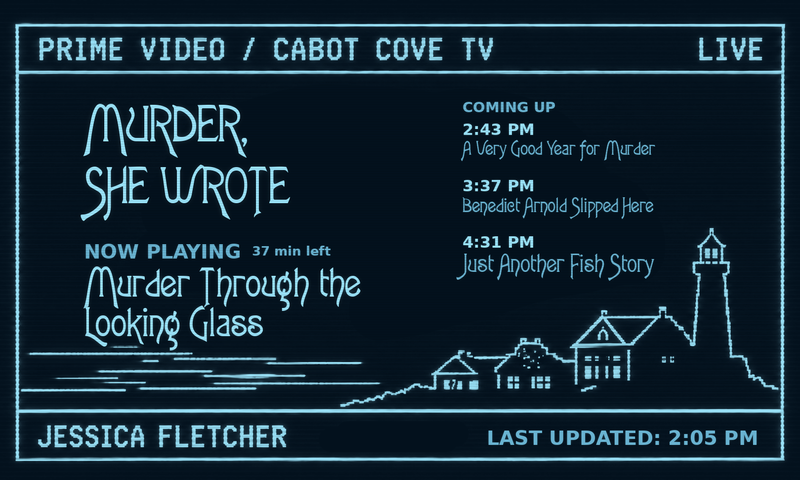 PRIME VIDEO / CABOT COVE TV
LIVE
MURDER,
SHE WROTE
NOW PLAYING 37 min left
Murder Through the
Looking Glass
COMING UP
2:43 PM
A Very Good Year for Murder
3:37 PM
Benedict Arnold Slipped Here
4:31 PM
Just Another Fish Story
JESSICA FLETCHER
LAST UPDATED: 2:05 PM